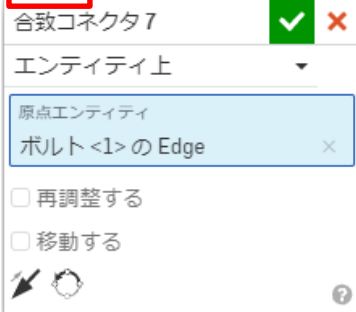 合致コネクタ 7
エンティティ上
原点エンティティ
ボルト <1> の Edge
再調整する
移動する